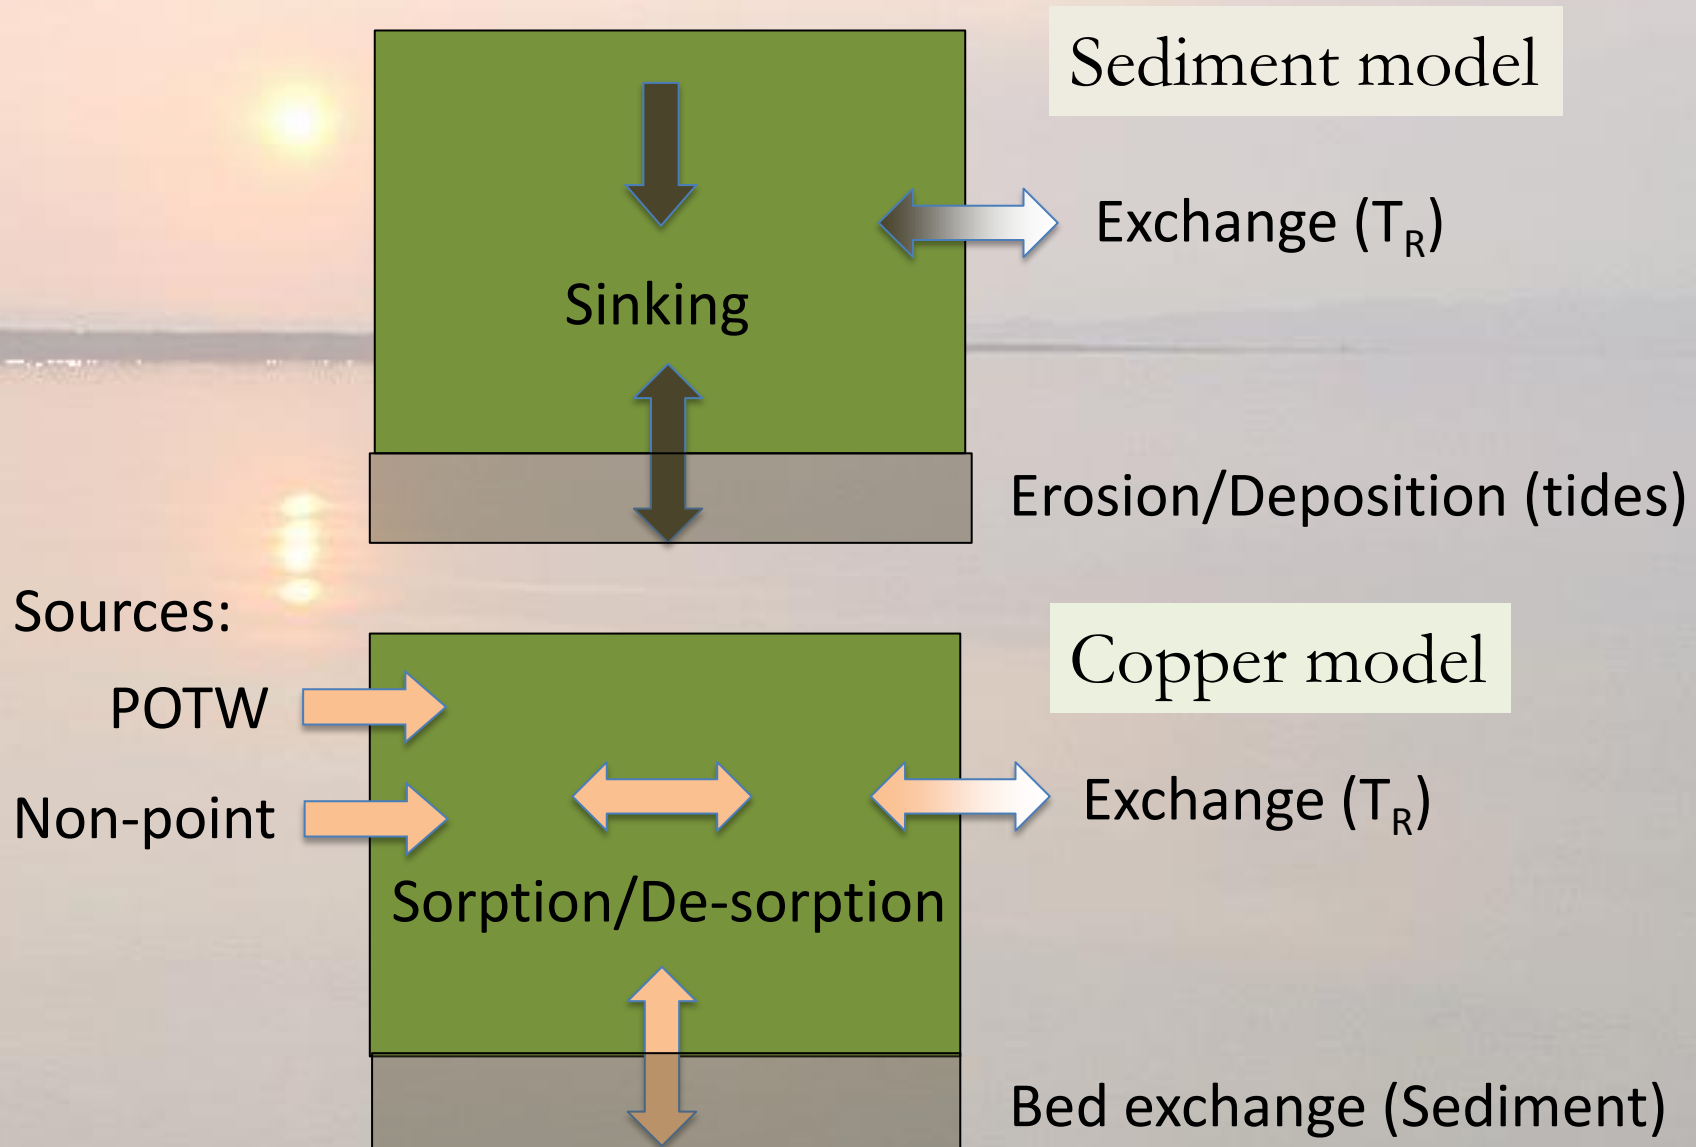 Sediment model
Exchange (TR)
Sinking
Erosion/Deposition (tides)
Sources:
Copper model
POTW
Exchange (TR)
Non-point
Sorption/De-sorption
Bed exchange (Sediment)